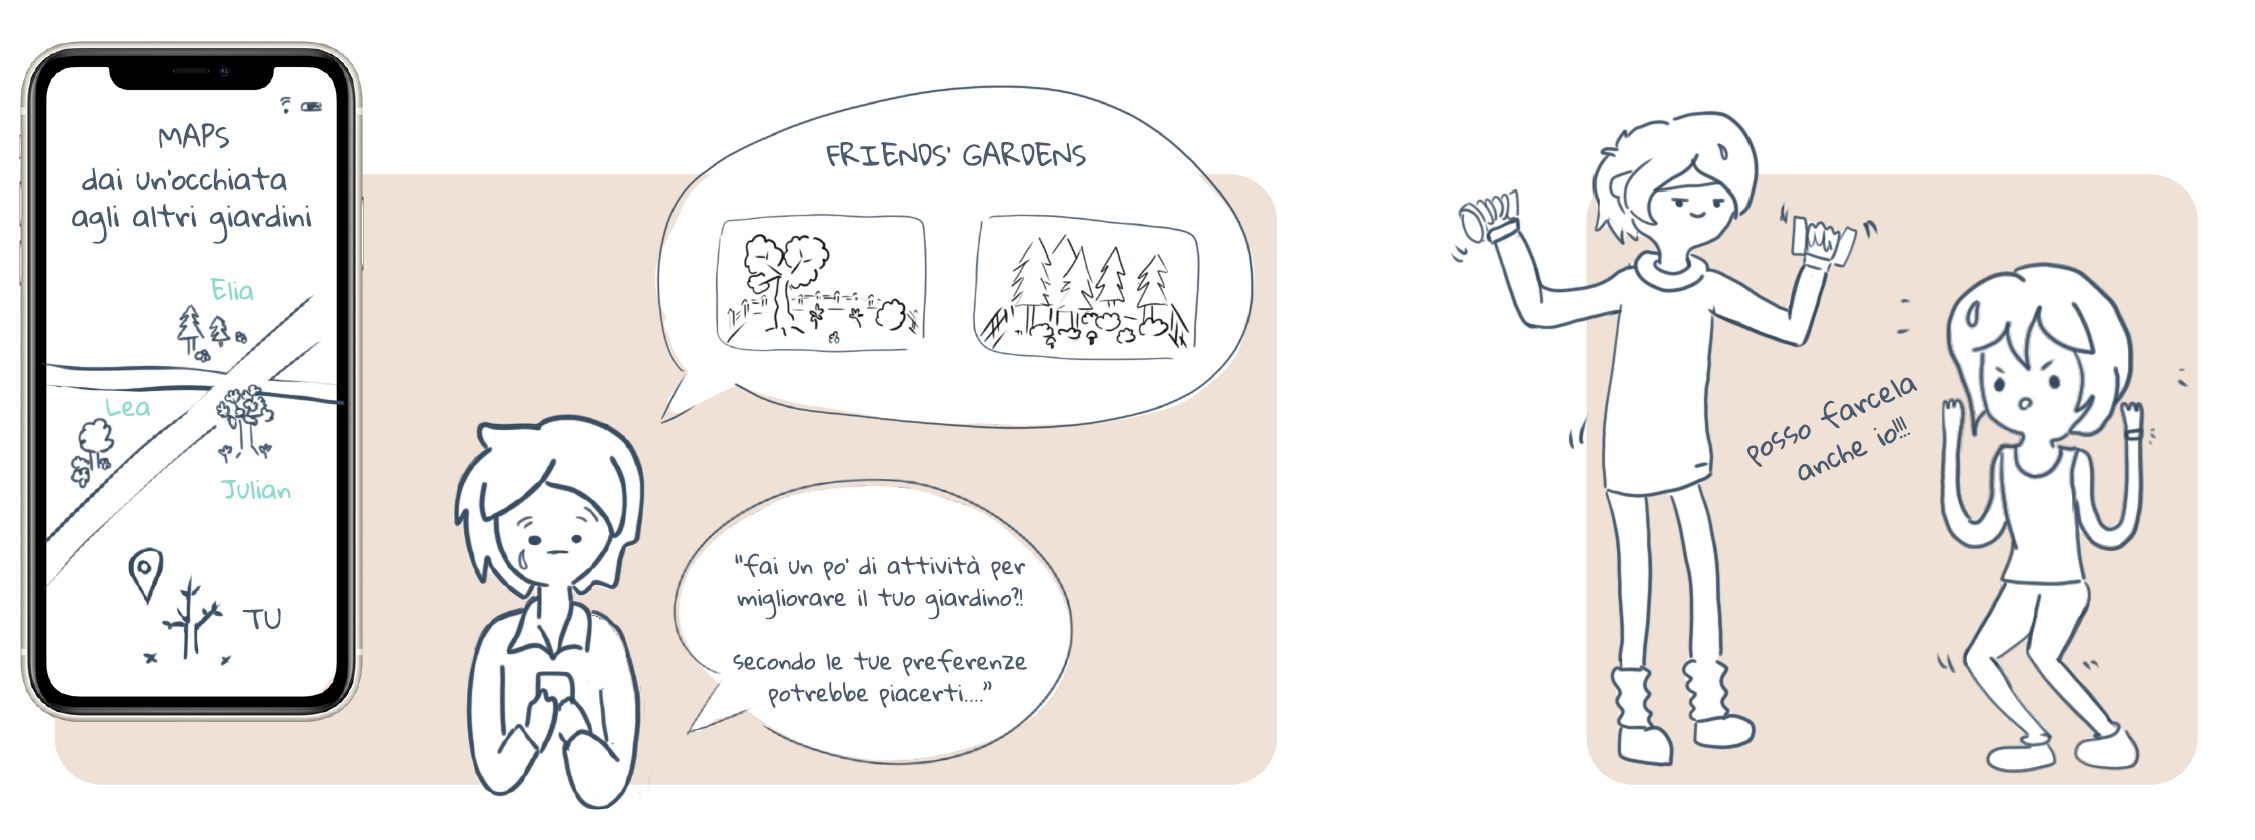 MAPS
dai un'occhiata
agli altri giardini
Elia
Lea
Julian
TU
FRIENDS' GARDENS
"fai un po' di attività per
migliorare il tuo giardino?!
secondo le tue preferenze
potrebbe piacerti...."
posso farcela
anche io!!!